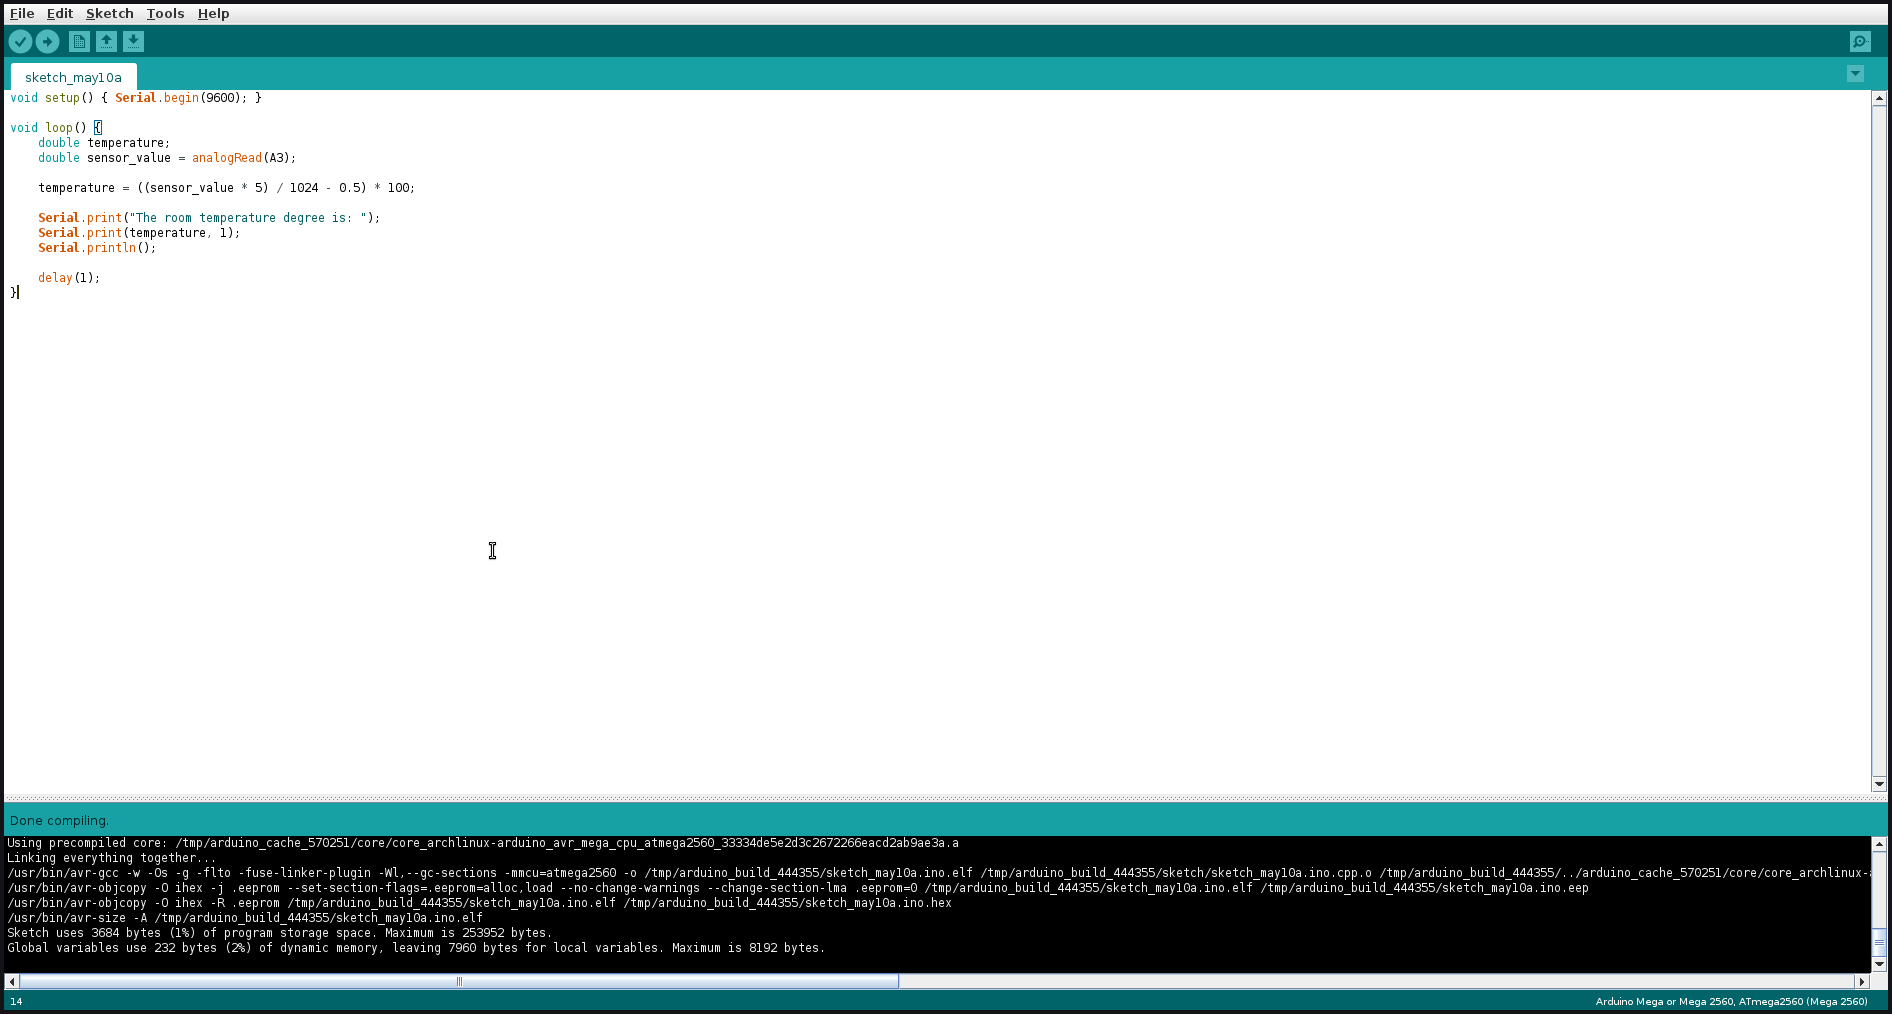 File Edit Sketch Tools Help
sketch_may10a
void setup() { Serial.begin(9600); }
void loop() {
double temperature;
double sensor_value = analogRead(A3);
temperature = ((sensor_value * 5) / 1024 - 0.5) * 100;
Serial.print("The room temperature degree is: ");
Serial.print(temperature, 1);
Serial.println();
delay(1);
}
Done compiling.
Using precompiled core: /tmp/arduino_cache_570251/core/core_archlinux-arduino_avr_mega_cpu_atmega2560_33334de5e2d3c2672266eacd2ab9ae3a.a
Linking everything together...
/usr/bin/avr-gcc -w -Os -g -flto -fuse-linker-plugin -Wl,--gc-sections -mmcu=atmega2560 -o /tmp/arduino_build_444355/sketch_may10a.ino.elf /tmp/arduino_build_444355/sketch/sketch_may10a.ino.cpp.o /tmp/arduino_build_444355/../arduino_cache_570251/core/core_archlinux-a
/usr/bin/avr-objcopy -O ihex -j .eeprom --set-section-flags=.eeprom=alloc,load --no-change-warnings --change-section-lma .eeprom=0 /tmp/arduino_build_444355/sketch_may10a.ino.elf /tmp/arduino_build_444355/sketch_may10a.ino.eep
/usr/bin/avr-objcopy -O ihex -R .eeprom /tmp/arduino_build_444355/sketch_may10a.ino.elf /tmp/arduino_build_444355/sketch_may10a.ino.hex
/usr/bin/avr-size -A /tmp/arduino_build_444355/sketch_may10a.ino.elf
Sketch uses 3684 bytes (1%) of program storage space. Maximum is 253952 bytes.
Global variables use 232 bytes (2%) of dynamic memory, leaving 7960 bytes for local variables. Maximum is 8192 bytes.
14 Arduino Mega or Mega 2560, ATmega2560 (Mega 2560)